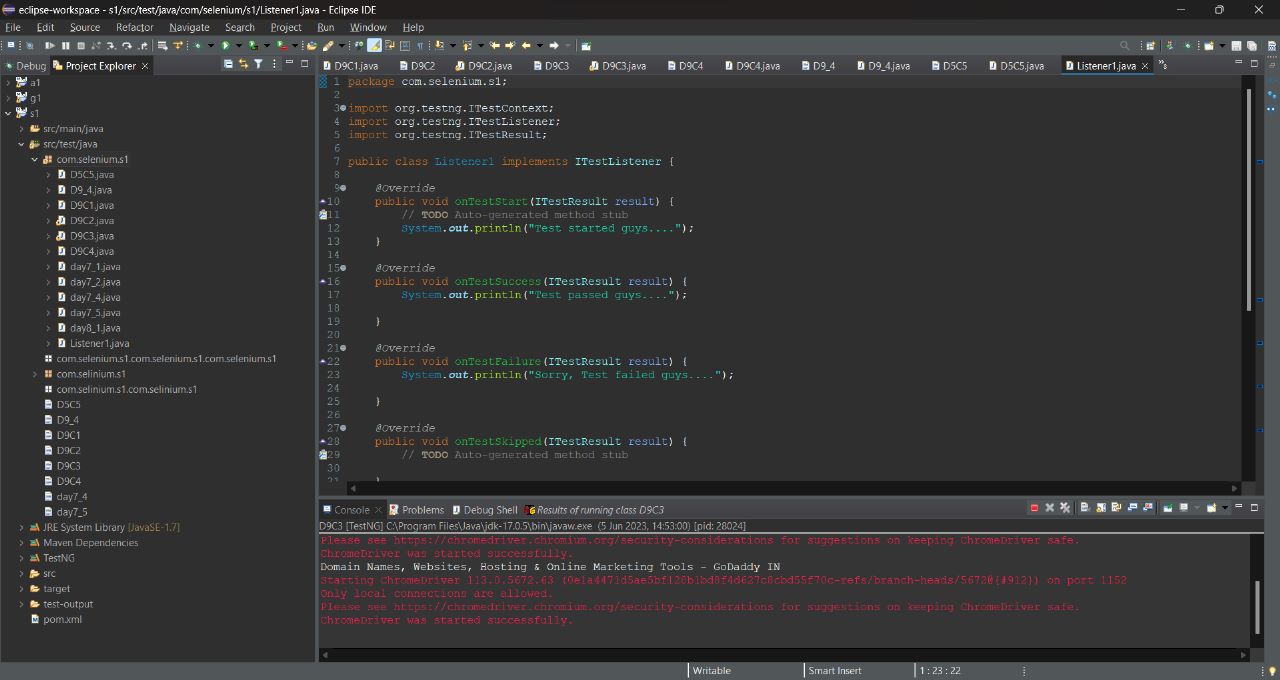 eclipse-workspace - s1/src/test/java/com/selenium/s1/Listener1.java - Eclipse IDE
File Edit Source Refactor Navigate Search Project Run Window Help
Debug Project Explorer
D9C1.java D9C2 D9C2.java D9C3 D9C3.java D9C4 D9C4.java D9_4 D9_4.java D5C5 D5C5.java Listener1.java
a1
g1
s1
src/main/java
src/test/java
com.selenium.s1
D5C5.java
D9_4.java
D9C1.java
D9C2.java
D9C3.java
D9C4.java
day7_1.java
day7_2.java
day7_4.java
day7_5.java
day8_1.java
Listener1.java
com.selenium.s1.com.selenium.s1.com.selenium.s1
com.selinium.s1
com.selinium.s1.com.selinium.s1
D5C5
D9_4
D9C1
D9C2
D9C3
D9C4
day7_4
day7_5
JRE System Library [JavaSE-1.7]
Maven Dependencies
TestNG
src
target
test-output
pom.xml
1 package com.selenium.s1;
2
3 import org.testng.ITestContext;
4 import org.testng.ITestListener;
5 import org.testng.ITestResult;
6
7 public class Listener1 implements ITestListener {
8
9 @Override
10 public void onTestStart(ITestResult result) {
11 // TODO Auto-generated method stub
12 System.out.println("Test started guys....");
13 }
14
15 @Override
16 public void onTestSuccess(ITestResult result) {
17 System.out.println("Test passed guys....");
18
19 }
20
21 @Override
22 public void onTestFailure(ITestResult result) {
23 System.out.println("Sorry, Test failed guys....");
24
25 }
26
27 @Override
28 public void onTestSkipped(ITestResult result) {
29 // TODO Auto-generated method stub
30
31 }
Console Problems Debug Shell Results of running class D9C3
D9C3 [TestNG] C:\Program Files\Java\jdk-17.0.5\bin\javaw.exe (5 Jun 2023, 14:53:00) [pid: 28024]
Please see https://chromedriver.chromium.org/security-considerations for suggestions on keeping ChromeDriver safe.
ChromeDriver was started successfully.
Domain Names, Websites, Hosting & Online Marketing Tools - GoDaddy IN
Starting ChromeDriver 113.0.5672.63 (0e1a4471d5ae5bf128b1bd8f4d627c8cbd55f70c-refs/branch-heads/5672@{#912}) on port 1152
Only local connections are allowed.
Please see https://chromedriver.chromium.org/security-considerations for suggestions on keeping ChromeDriver safe.
ChromeDriver was started successfully.
Writable Smart Insert 1 : 23 : 22